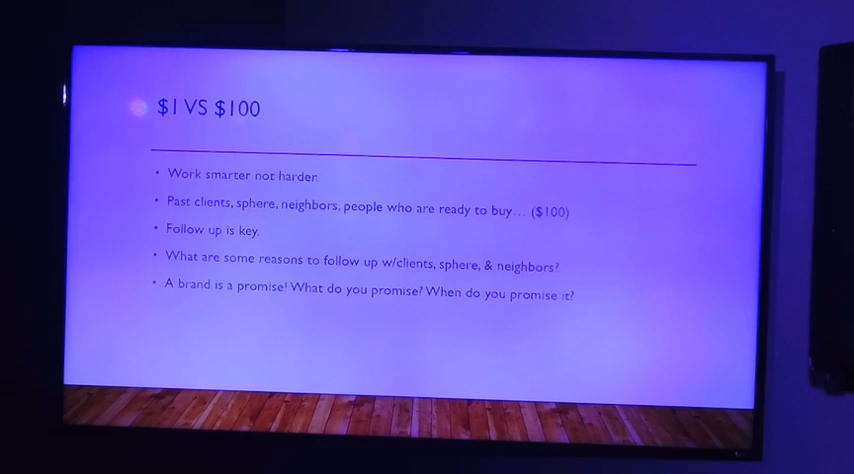 $1 VS $100
• Work smarter not harder.
• Past clients, sphere, neighbors, people who are ready to buy... ($100)
• Follow up is key.
• What are some reasons to follow up w/clients, sphere, & neighbors?
• A brand is a promise! What do you promise? When do you promise it?